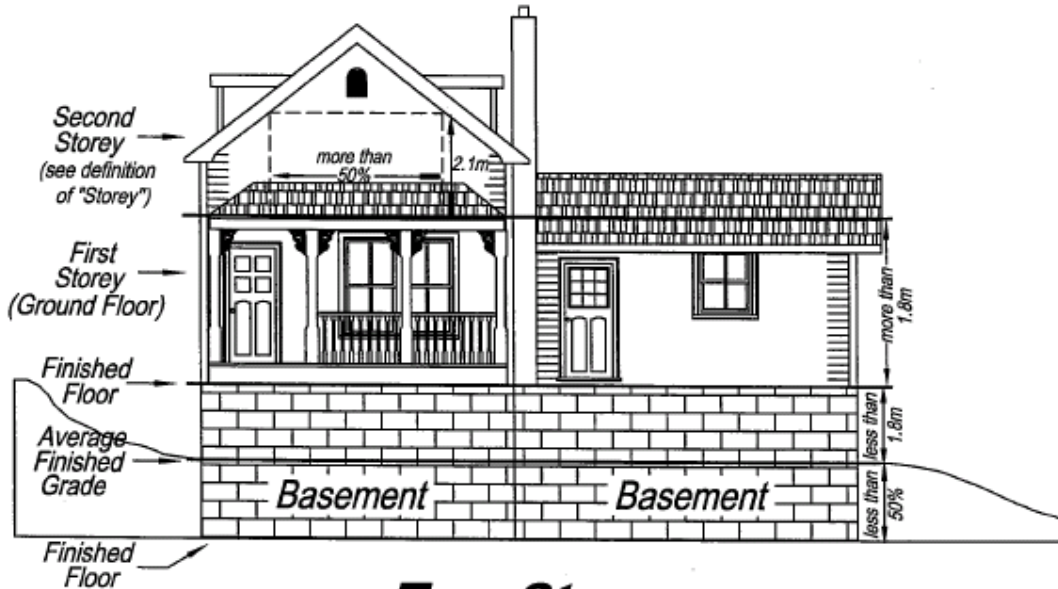 Second
Storey
(see definition
of "Storey")
more than
50%
2.1m
First
Storey
(Ground Floor)
more than
1.8m
Finished
Floor
less than
1.8m
Average
Finished
Grade
Basement
Basement
less than
50%
Finished
Floor